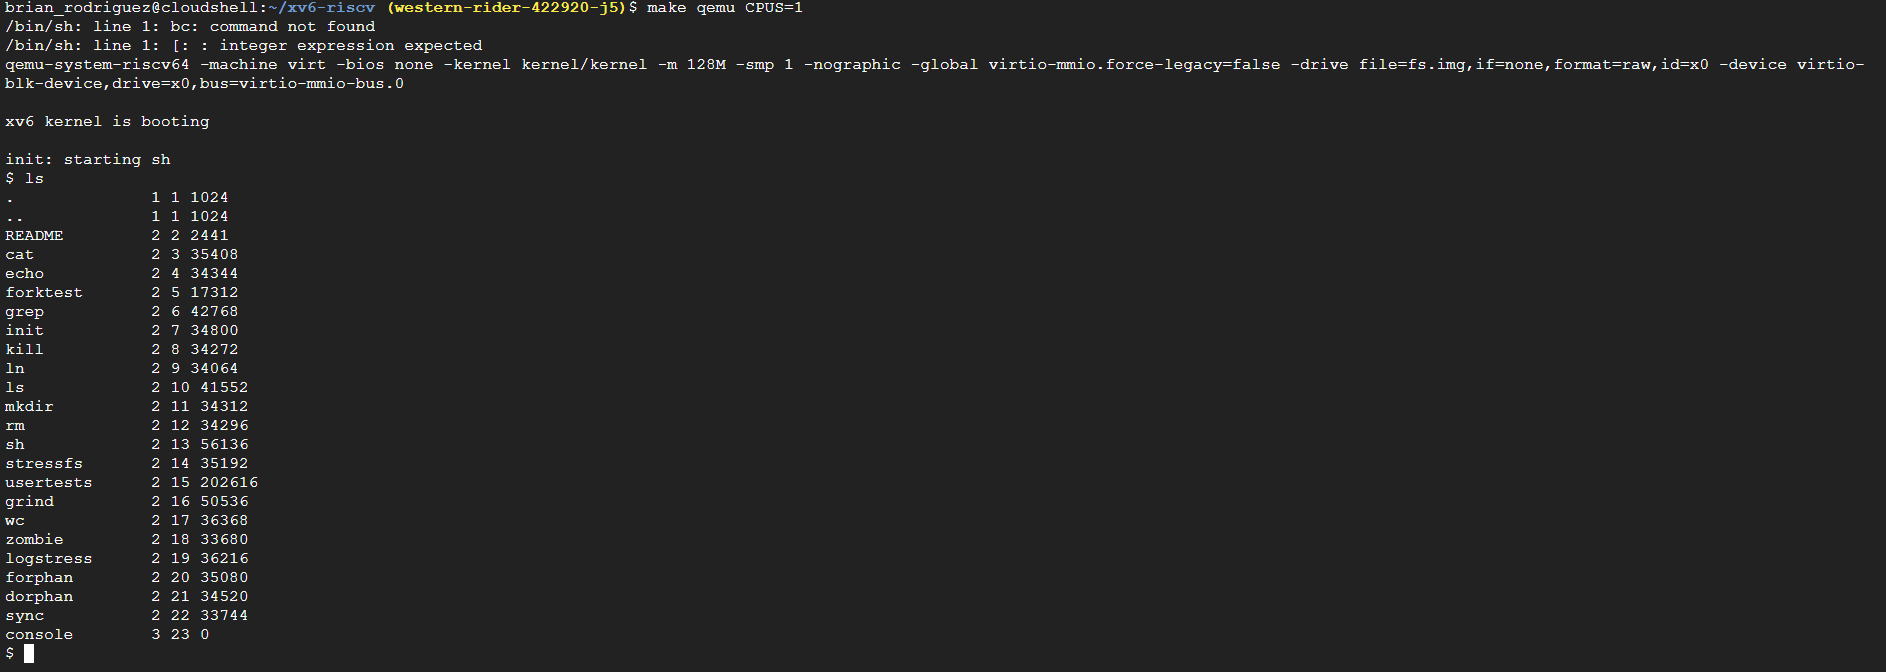 brian_rodriguez@cloudshell:~/xv6-riscv (western-rider-422920-j5)$ make qemu CPUS=1
/bin/sh: line 1: bc: command not found
/bin/sh: line 1: [: : integer expression expected
qemu-system-riscv64 -machine virt -bios none -kernel kernel/kernel -m 128M -smp 1 -nographic -global virtio-mmio.force-legacy=false -drive file=fs.img,if=none,format=raw,id=x0 -device virtio-
blk-device,drive=x0,bus=virtio-mmio-bus.0

xv6 kernel is booting

init: starting sh
$ ls
.              1 1 1024
..             1 1 1024
README         2 2 2441
cat            2 3 35408
echo           2 4 34344
forktest       2 5 17312
grep           2 6 42768
init           2 7 34800
kill           2 8 34272
ln             2 9 34064
ls             2 10 41552
mkdir          2 11 34312
rm             2 12 34296
sh             2 13 56136
stressfs       2 14 35192
usertests      2 15 202616
grind          2 16 50536
wc             2 17 36368
zombie         2 18 33680
logstress      2 19 36216
forphan        2 20 35080
dorphan        2 21 34520
sync           2 22 33744
console        3 23 0
$